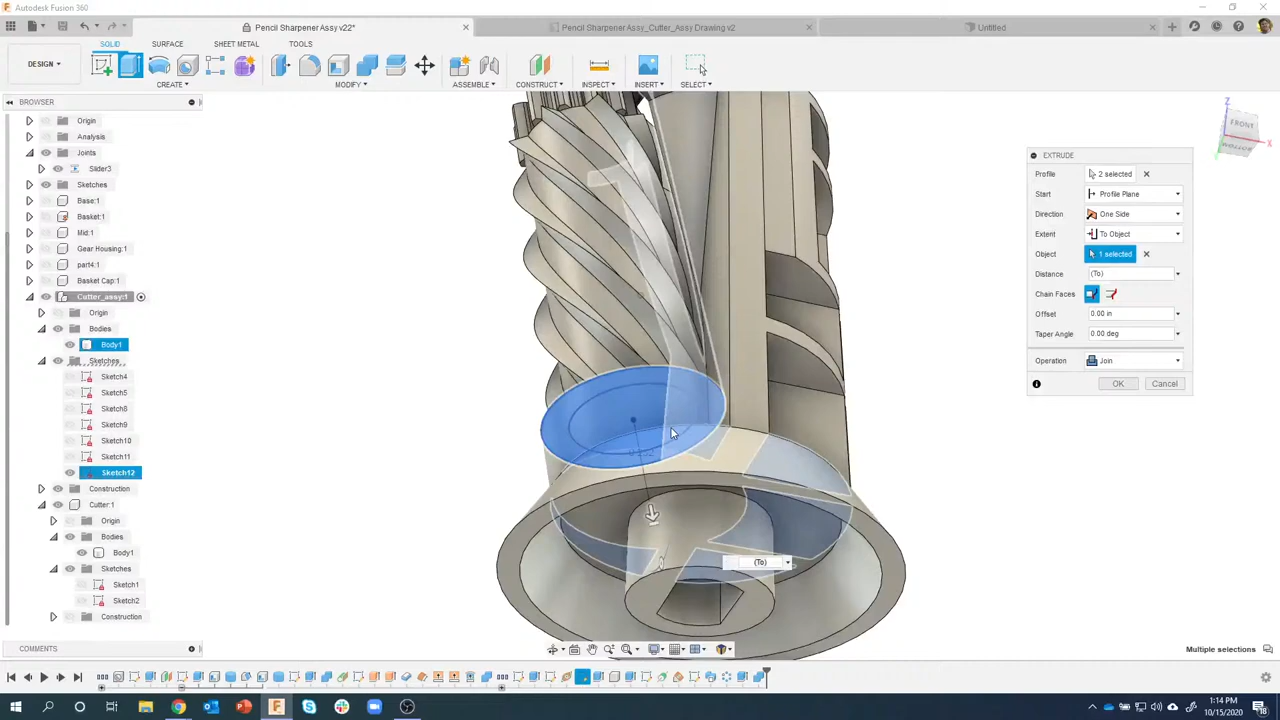 Autodesk Fusion 360
Pencil Sharpener Assy v22*
Pencil Sharpener Assy_Cutter_Assy Drawing v2
Untitled
SOLID
SURFACE
SHEET METAL
TOOLS
DESIGN
CREATE
MODIFY
ASSEMBLE
CONSTRUCT
INSPECT
INSERT
SELECT
BROWSER
Origin
Analysis
Joints
Slider3
Sketches
Base:1
Basket:1
Mid:1
Gear Housing:1
part4:1
Basket Cap:1
Cutter_assy:1
Origin
Bodies
Body1
Sketches
Sketch4
Sketch5
Sketch8
Sketch9
Sketch10
Sketch11
Sketch12
Construction
Cutter:1
Origin
Bodies
Body1
Sketches
Sketch1
Sketch2
Construction
COMMENTS
Z
FRONT
X
EXTRUDE
Profile
2 selected
Start
Profile Plane
Direction
One Side
Extent
To Object
Object
1 selected
Distance
(To)
Chain Faces
Offset
0.00 in
Taper Angle
0.00 deg
Operation
Join
OK
Cancel
(To)
Multiple selections
1:14 PM
10/15/2020
18